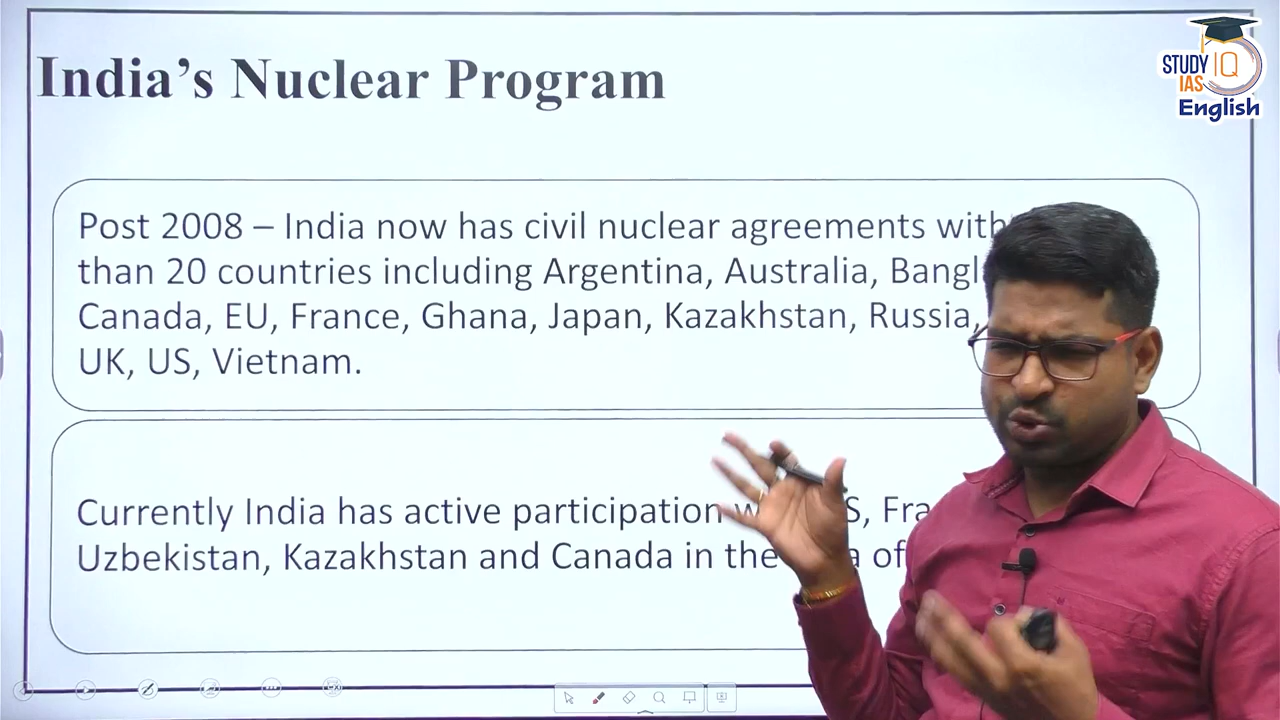 India's Nuclear Program
STUDY IQ
IAS
English
Post 2008 – India now has civil nuclear agreements with
than 20 countries including Argentina, Australia,
Canada, EU, France, Ghana, Japan, Kazakhstan, Russia,
UK, US, Vietnam.
Currently India has active participation
Uzbekistan, Kazakhstan and Canada in the of